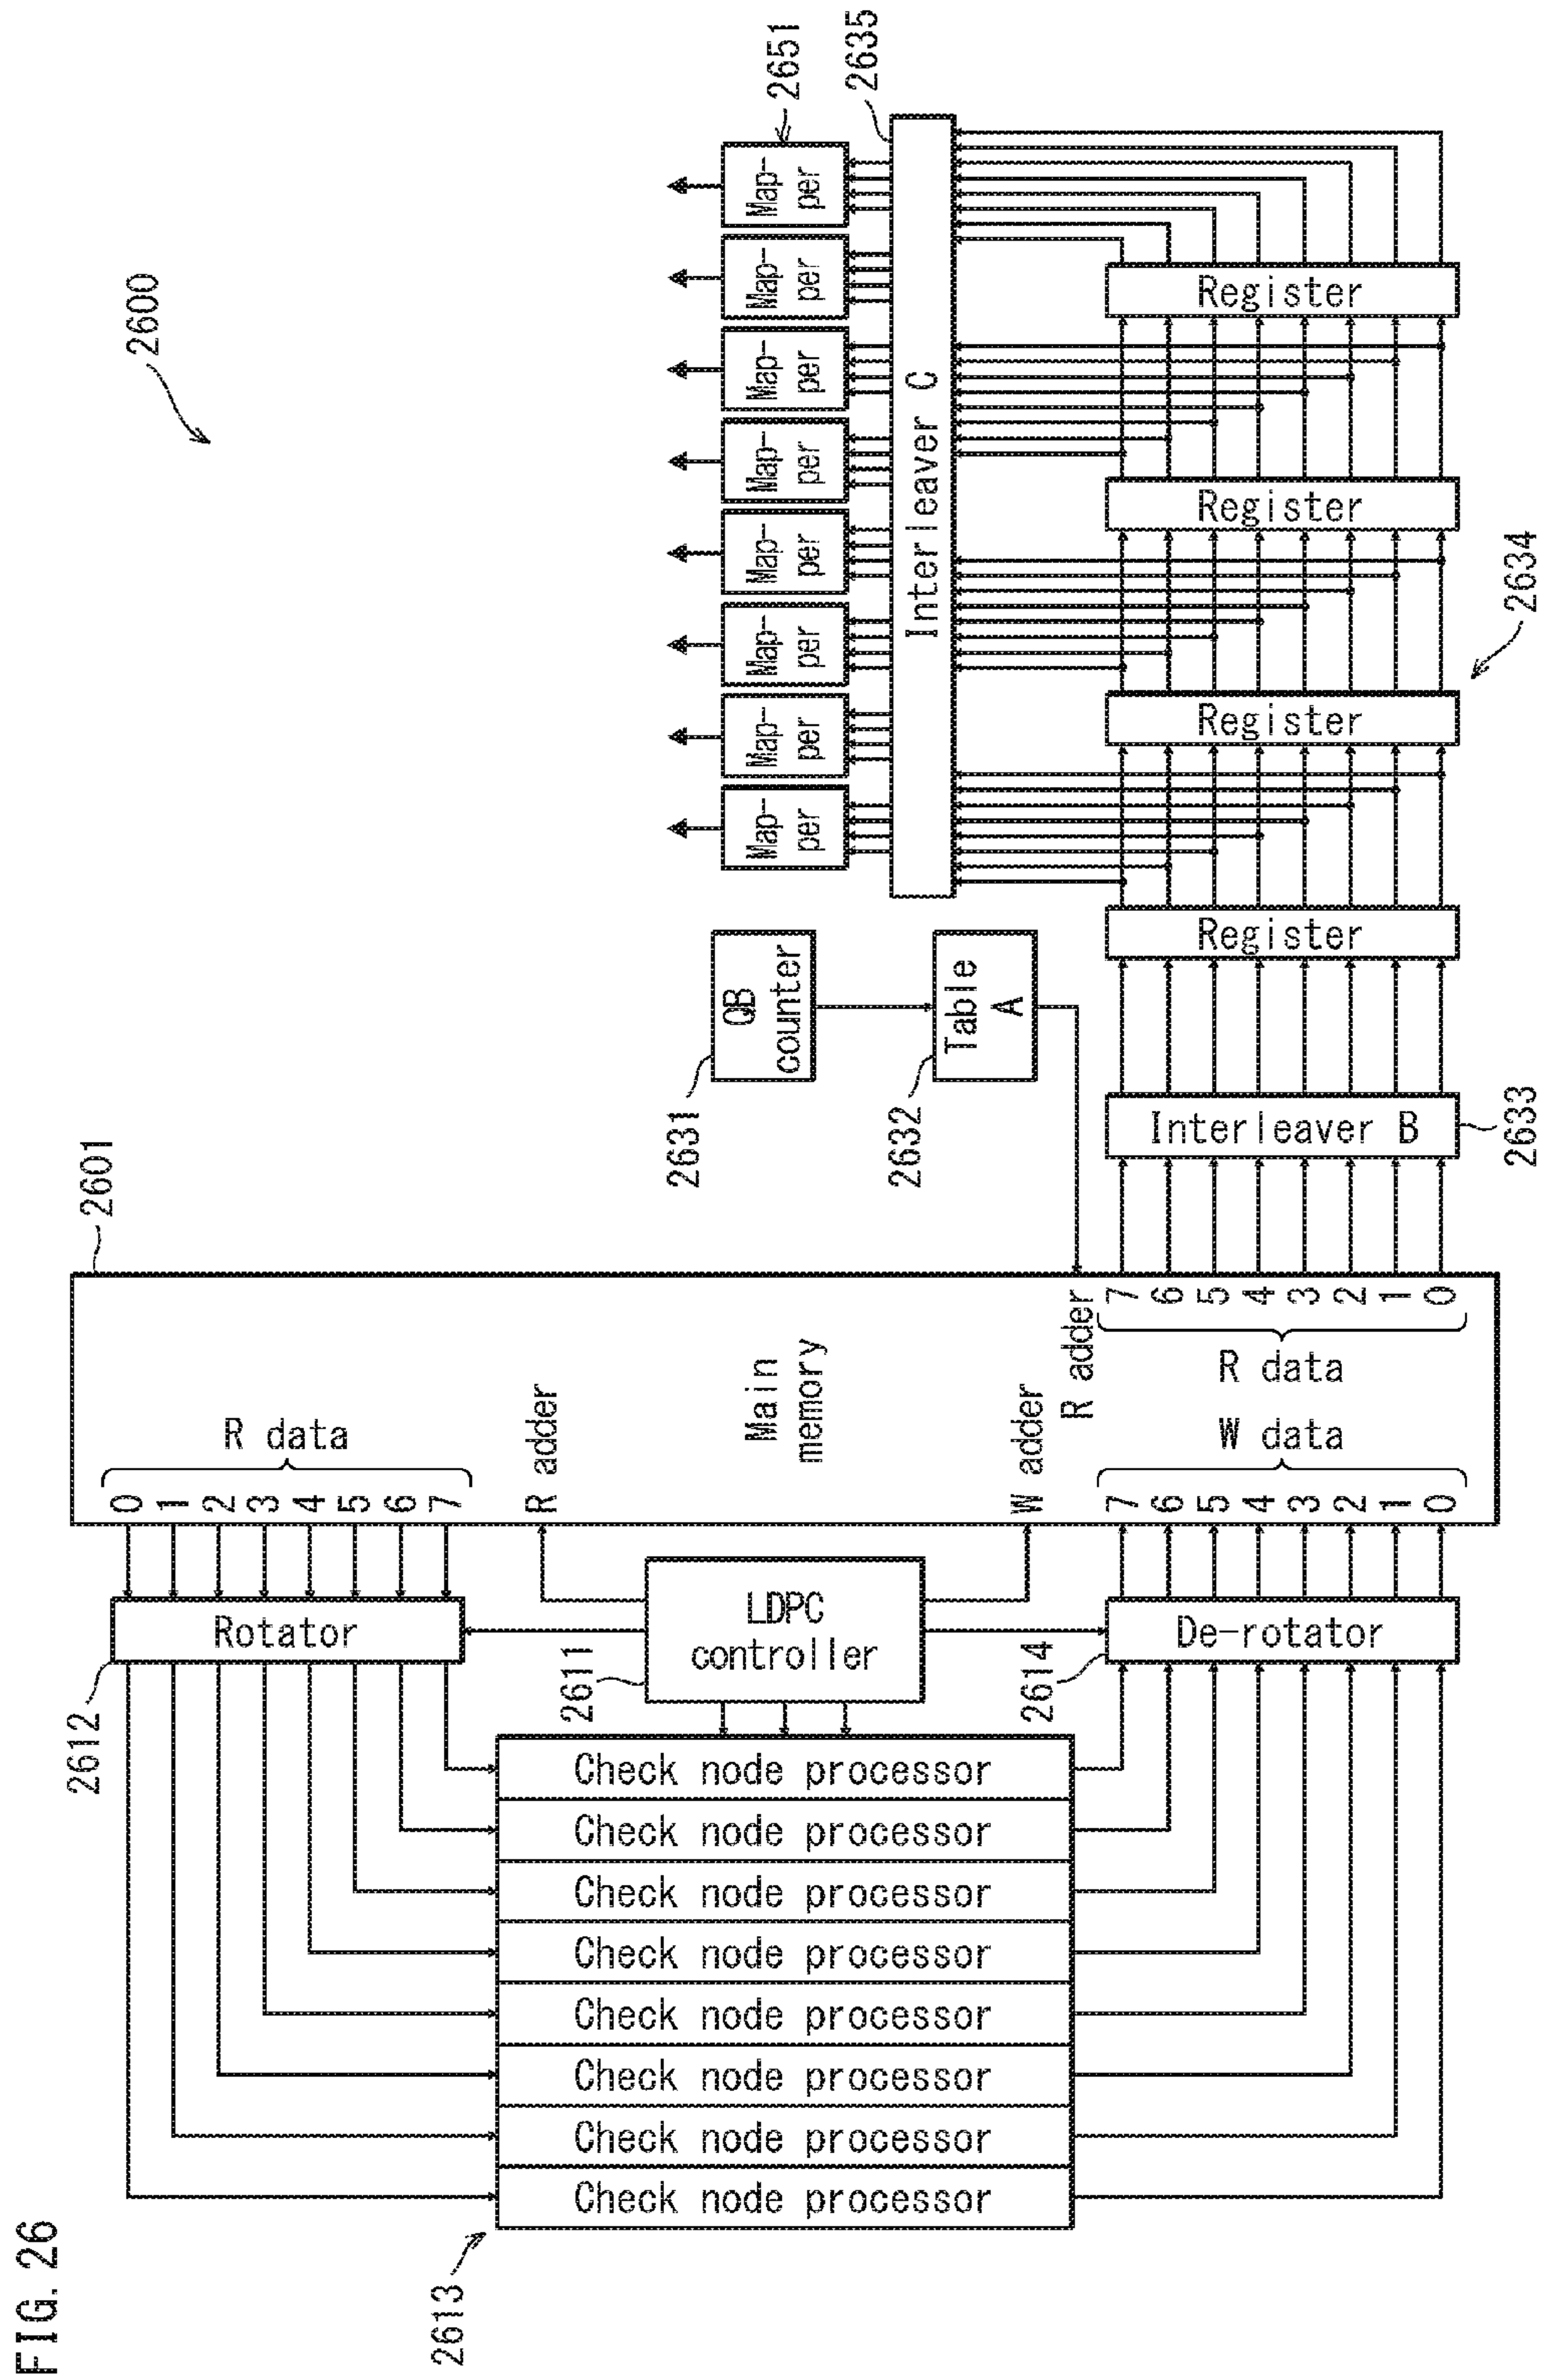 FIG. 26
2600
2613
Check node processor
Check node processor
Check node processor
Check node processor
Check node processor
Check node processor
Check node processor
Check node processor
2612
Rotator
2611
LDPC
controller
2614
De-rotator
2601
0
1
2
3
4
5
6
7
R data
R adder
Main
memory
W adder
7
6
5
4
3
2
1
0
W data
R adder
7
6
5
4
3
2
1
0
R data
2631
QB
counter
2632
Table
A
Interleaver B
2633
Register
Register
Register
Register
2634
Interleaver C
2635
Map-
per
Map-
per
Map-
per
Map-
per
Map-
per
Map-
per
Map-
per
Map-
per
2651